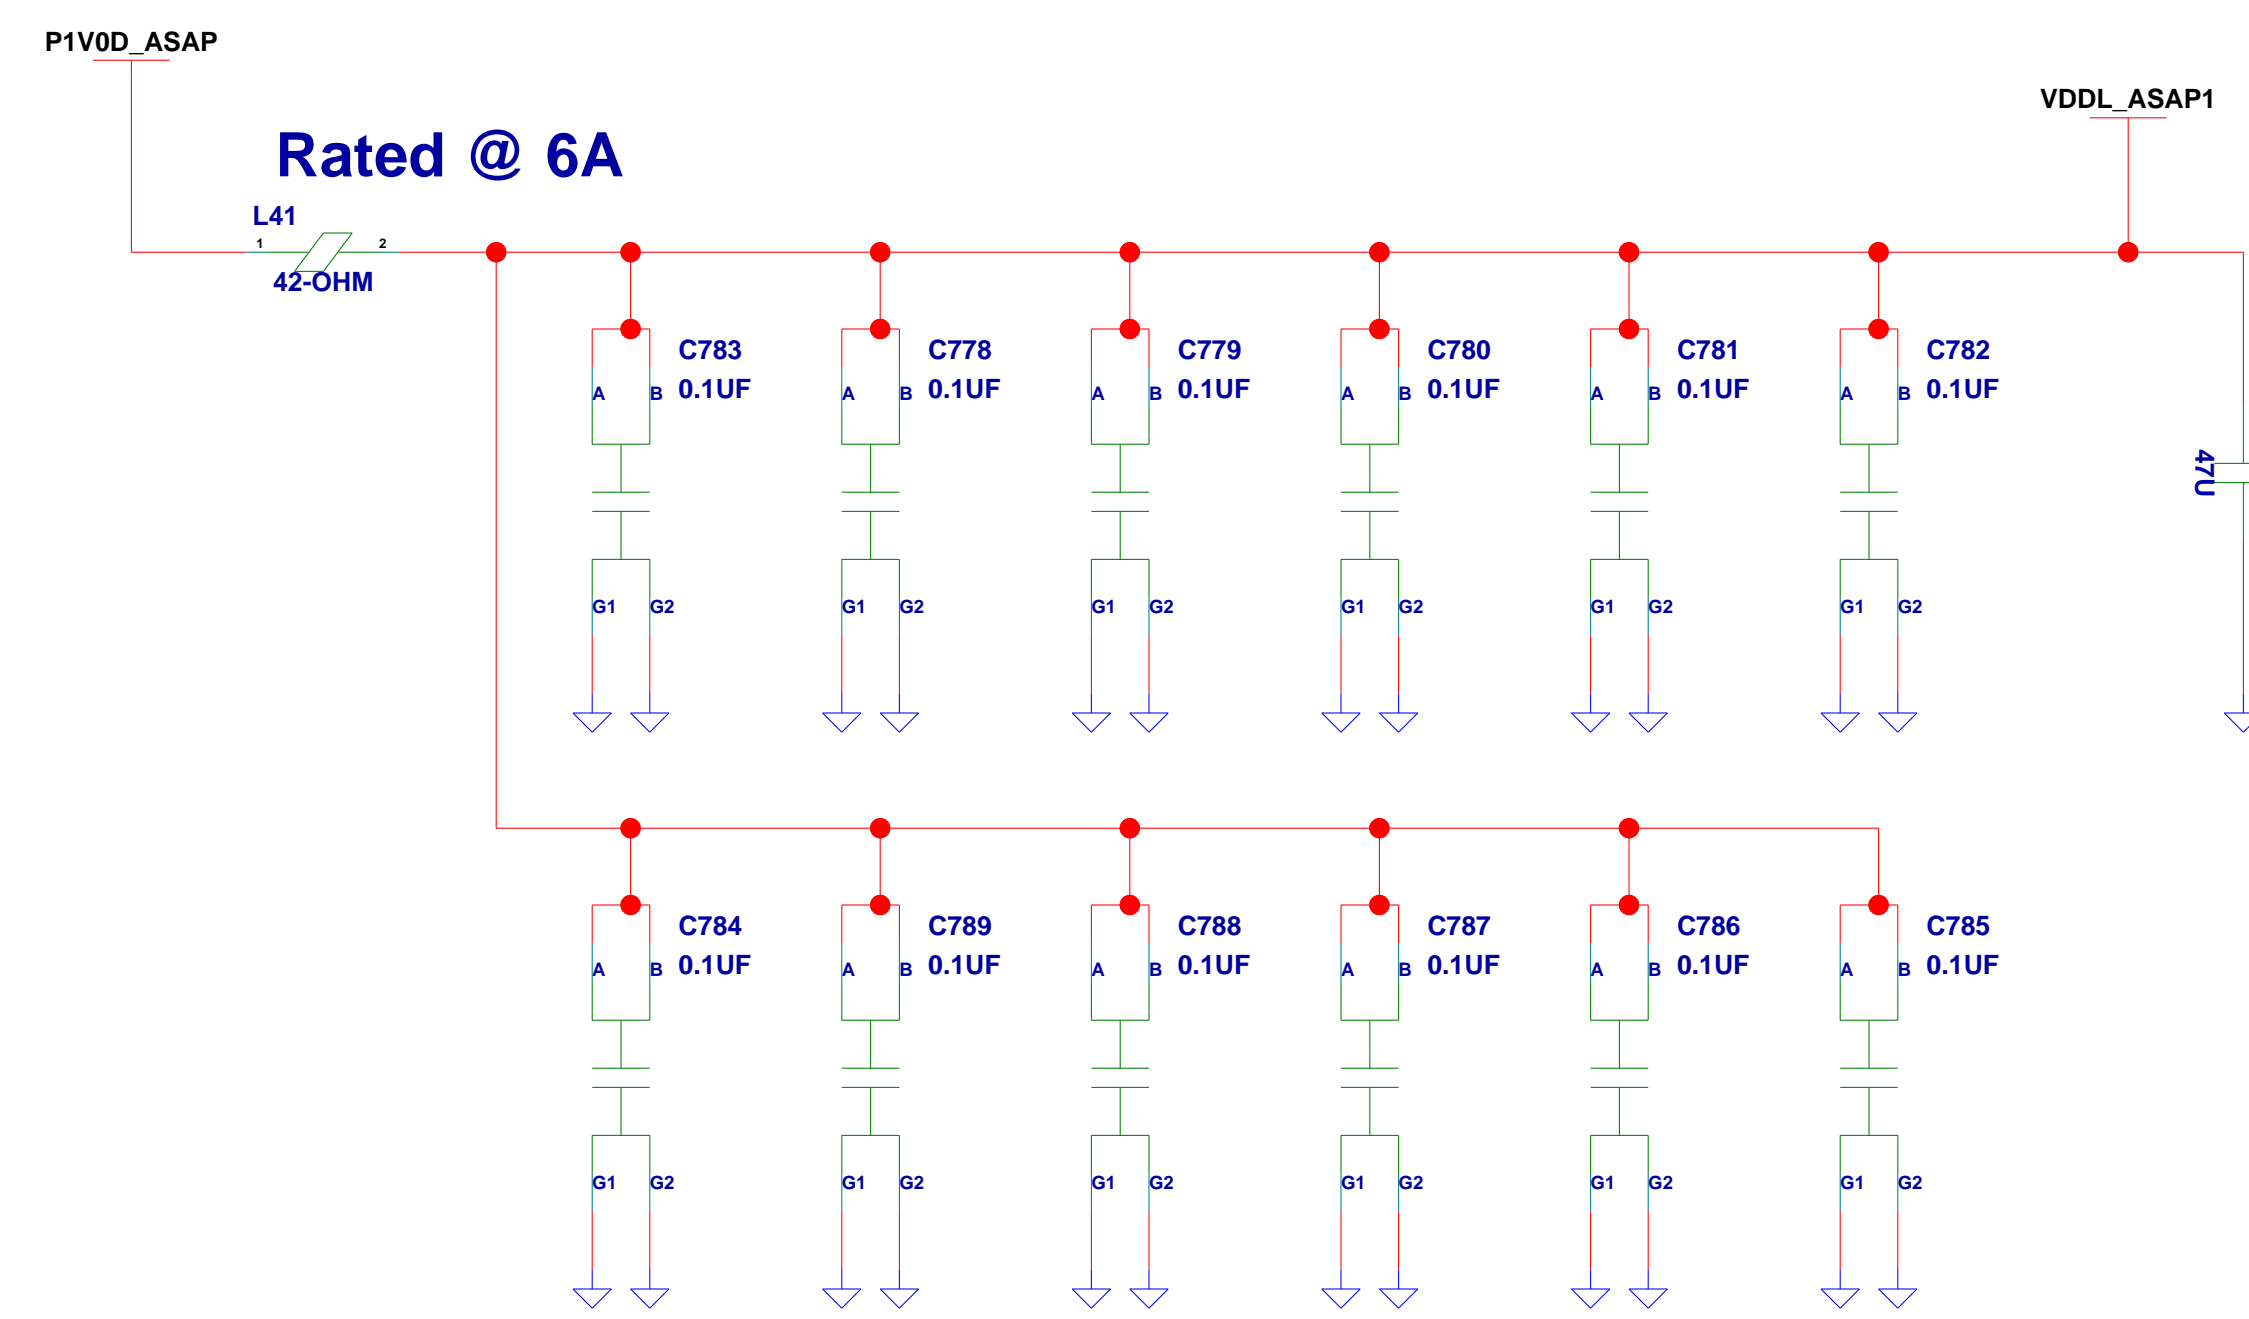 P1V0D_ASAP
VDDL_ASAP1
Rated @ 6A
L41
1
2
42-OHM
C783
C778
C779
C780
C781
C782
A B 0.1UF
A B 0.1UF
A B 0.1UF
A B 0.1UF
A B 0.1UF
A B 0.1UF
47U
G1 G2
G1 G2
G1 G2
G1 G2
G1 G2
G1 G2
C784
C789
C788
C787
C786
C785
A B 0.1UF
A B 0.1UF
A B 0.1UF
A B 0.1UF
A B 0.1UF
A B 0.1UF
G1 G2
G1 G2
G1 G2
G1 G2
G1 G2
G1 G2